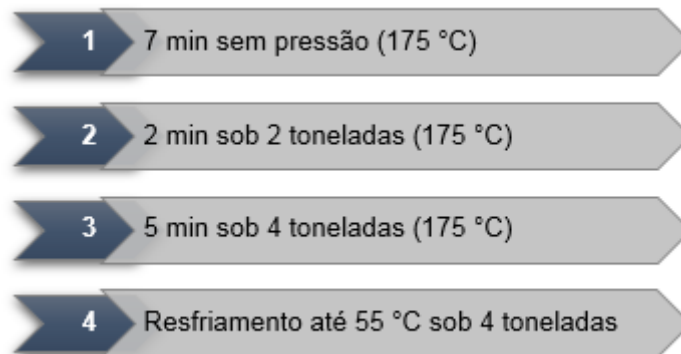 1 7 min sem pressão (175 °C)
2 2 min sob 2 toneladas (175 °C)
3 5 min sob 4 toneladas (175 °C)
4 Resfriamento até 55 °C sob 4 toneladas